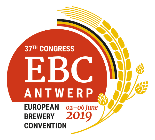 37TH CONGRESS
EBC
ANTWERP
EUROPEAN 02-06 june
BREWERY 2019
CONVENTION